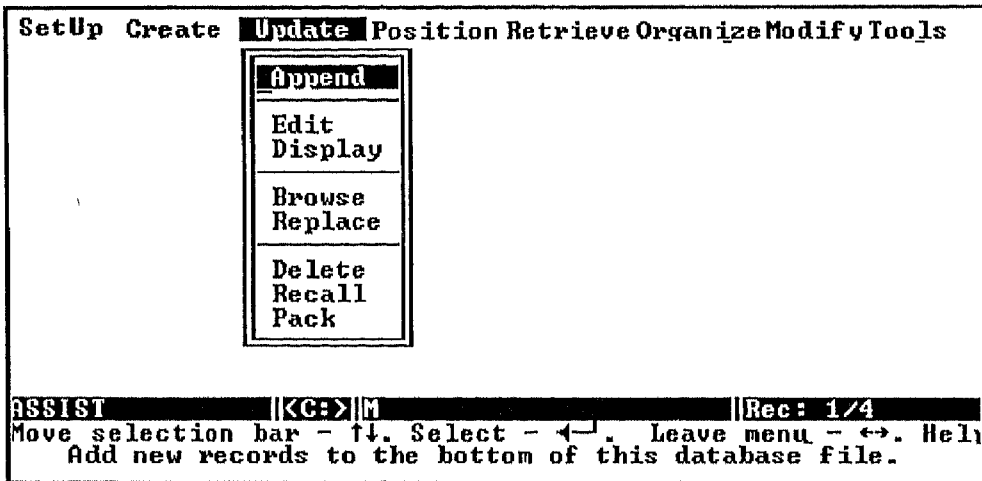 SetUp Create Update Position Retrieve Organize Modify Tools
Append
Edit
Display
Browse
Replace
Delete
Recall
Pack
ASSIST <C:> M Rec: 1/4
Move selection bar - ↑↓. Select - ◄─┘. Leave menu - ↔. Hel
Add new records to the bottom of this database file.